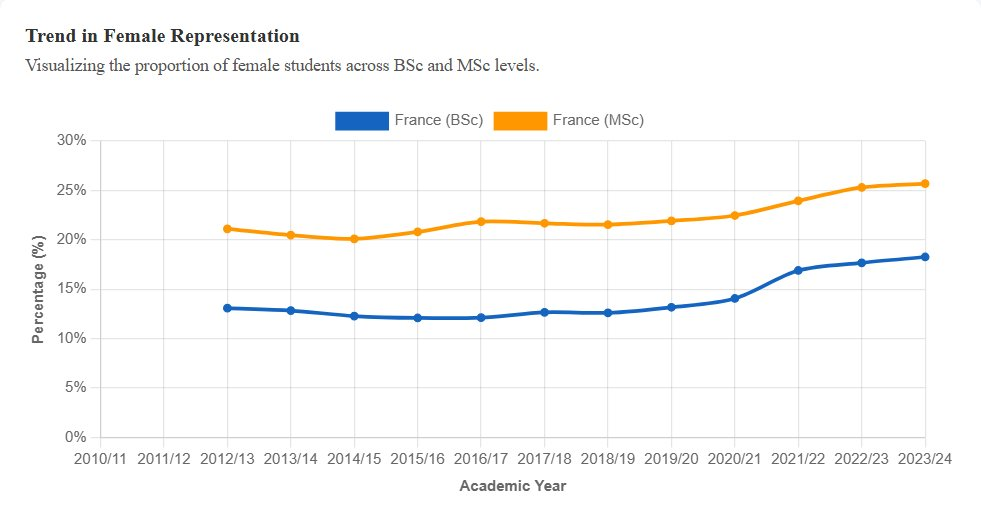 Trend in Female Representation
Visualizing the proportion of female students across BSc and MSc levels.
France (BSc) France (MSc)
30%
25%
20%
15%
10%
5%
0%
Percentage (%)
2010/11 2011/12 2012/13 2013/14 2014/15 2015/16 2016/17 2017/18 2018/19 2019/20 2020/21 2021/22 2022/23 2023/24
Academic Year